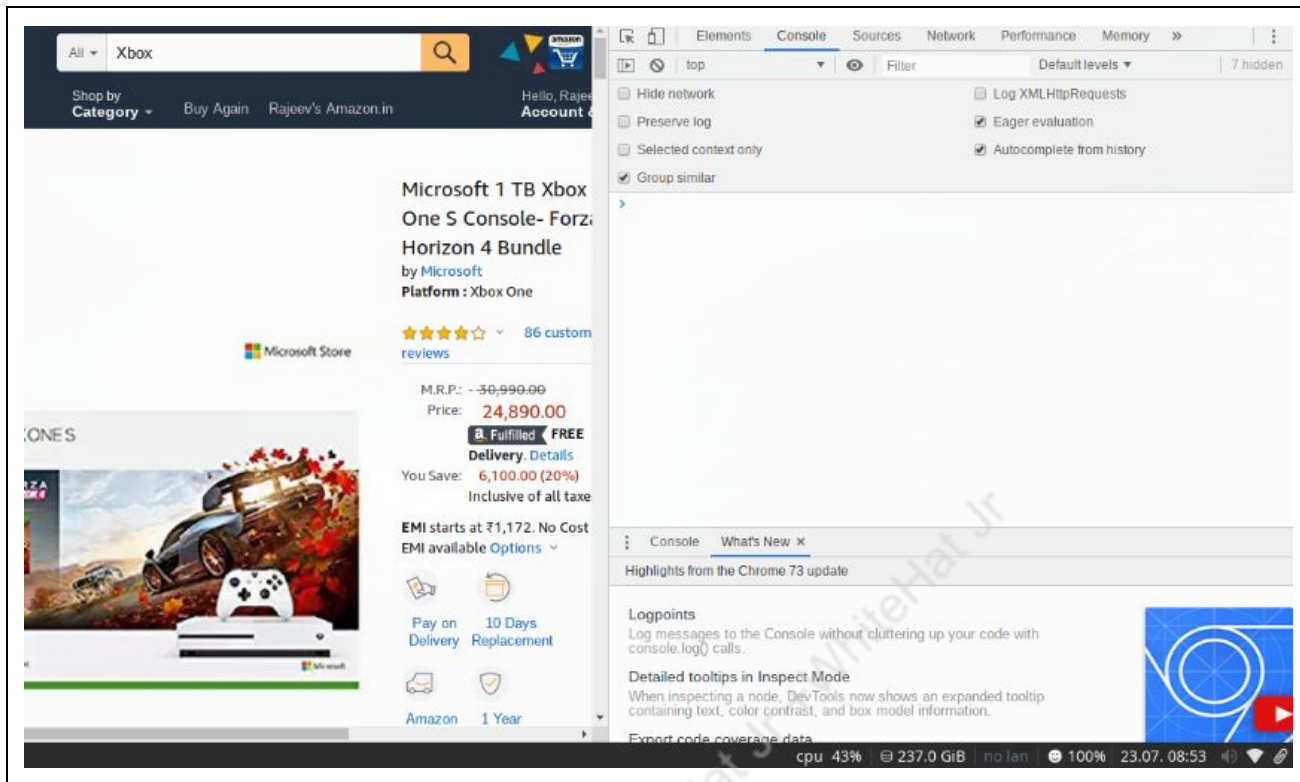 All Xbox
amazon
Shop by
Category Buy Again Rajeev's Amazon.in
Hello, Rajee
Account &
Microsoft 1 TB Xbox
One S Console- Forza
Horizon 4 Bundle
by Microsoft
Platform : Xbox One
86 custom
reviews
Microsoft Store
M.R.P.: 30,990.00
Price: 24,890.00
a Fulfilled FREE
Delivery. Details
You Save: 6,100.00 (20%)
Inclusive of all taxe
EMI starts at ₹1,172. No Cost
EMI available Options
Pay on
Delivery
10 Days
Replacement
Amazon 1 Year
ONE S
Microsoft
Elements Console Sources Network Performance Memory »
top Filter Default levels ▼ 7 hidden
Hide network Log XMLHttpRequests
Preserve log Eager evaluation
Selected context only Autocomplete from history
Group similar
>
Console What's New ×
Highlights from the Chrome 73 update
Logpoints
Log messages to the Console without cluttering up your code with
console.log() calls.
Detailed tooltips in Inspect Mode
When inspecting a node, DevTools now shows an expanded tooltip
containing text, color contrast, and box model information.
Export code coverage data
cpu 43% 237.0 GiB no lan 100% 23.07. 08:53
WhiteHat Jr